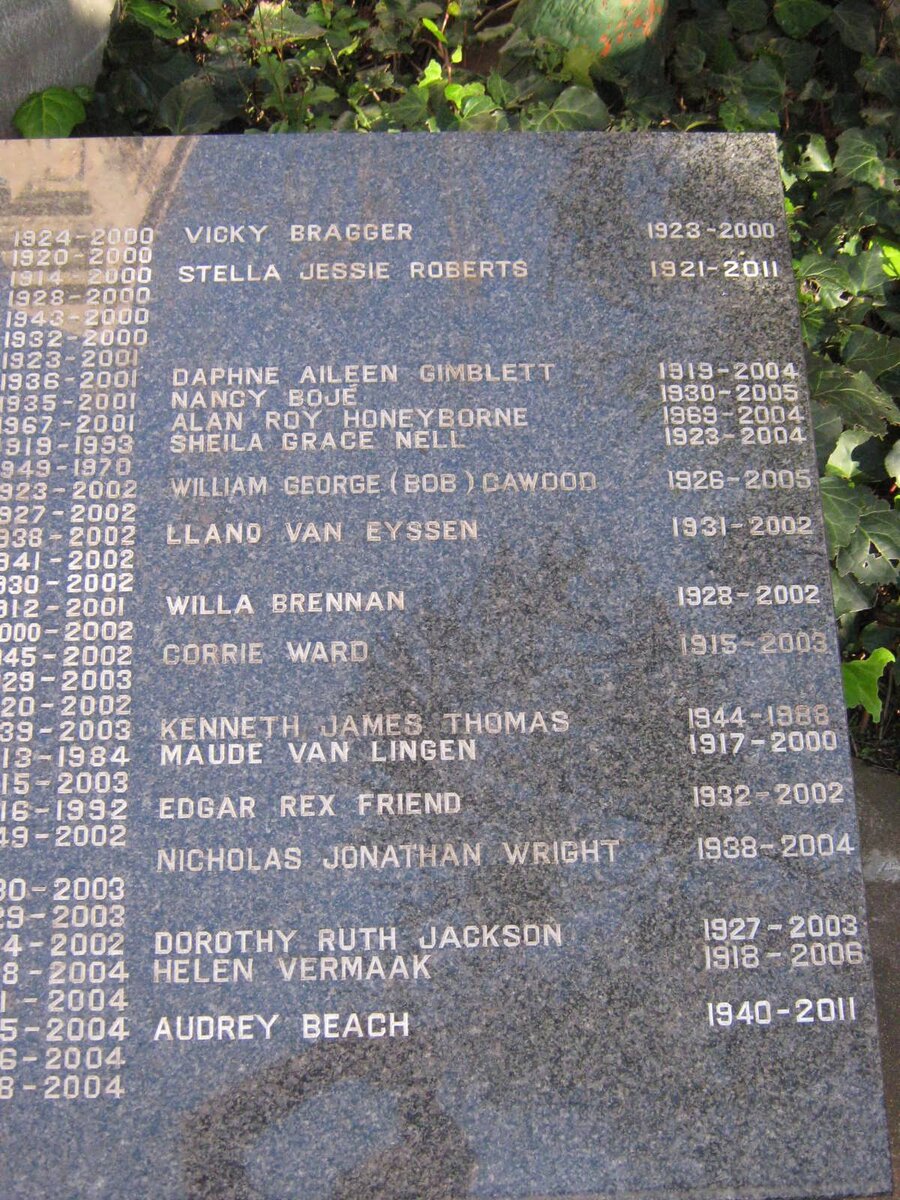 1924-2000 VICKY BRAGGER 1923-2000
1920-2000
1914-2000 STELLA JESSIE ROBERTS 1921-2011
1928-2000
1943-2000
1932-2000
1923-2001
1936-2001 DAPHNE AILEEN GIMBLETT 1919-2004
1935-2001 NANCY BOJÉ 1930-2005
1967-2001 ALAN ROY HONEYBORNE 1969-2004
1919-1993 SHEILA GRACE NELL 1923-2004
1949-1970
1923-2002 WILLIAM GEORGE (BOB) CAWOOD 1926-2005
1927-2002
1938-2002 LLANO VAN EYSSEN 1931-2002
1941-2002
1930-2002
1912-2001 WILLA BRENNAN 1928-2002
000-2002
945-2002 CORRIE WARD 1915-2003
29-2003
20-2002
39-2003 KENNETH JAMES THOMAS 1944-1988
13-1984 MAUDE VAN LINGEN 1917-2000
15-2003
16-1992 EDGAR REX FRIEND 1932-2002
49-2002
NICHOLAS JONATHAN WRIGHT 1938-2004
30-2003
29-2003
4-2002 DOROTHY RUTH JACKSON 1927-2003
8-2004 HELEN VERMAAK 1918-2006
1-2004
5-2004 AUDREY BEACH 1940-2011
6-2004
8-2004